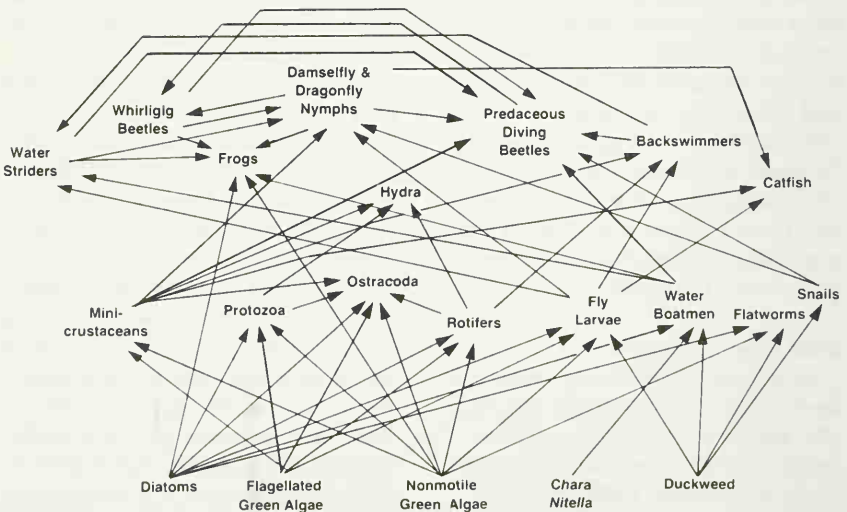 Damselfly &
Dragonfly
Nymphs
Whirligig
Beetles
Predaceous
Diving
Beetles
Backswimmers
Water
Striders
Frogs
Catfish
Hydra
Ostracoda
Mini-
crustaceans
Protozoa
Rotifers
Fly
Larvae
Water
Boatmen
Flatworms
Snails
Diatoms
Flagellated
Green Algae
Nonmotile
Green Algae
Chara
Nitella
Duckweed